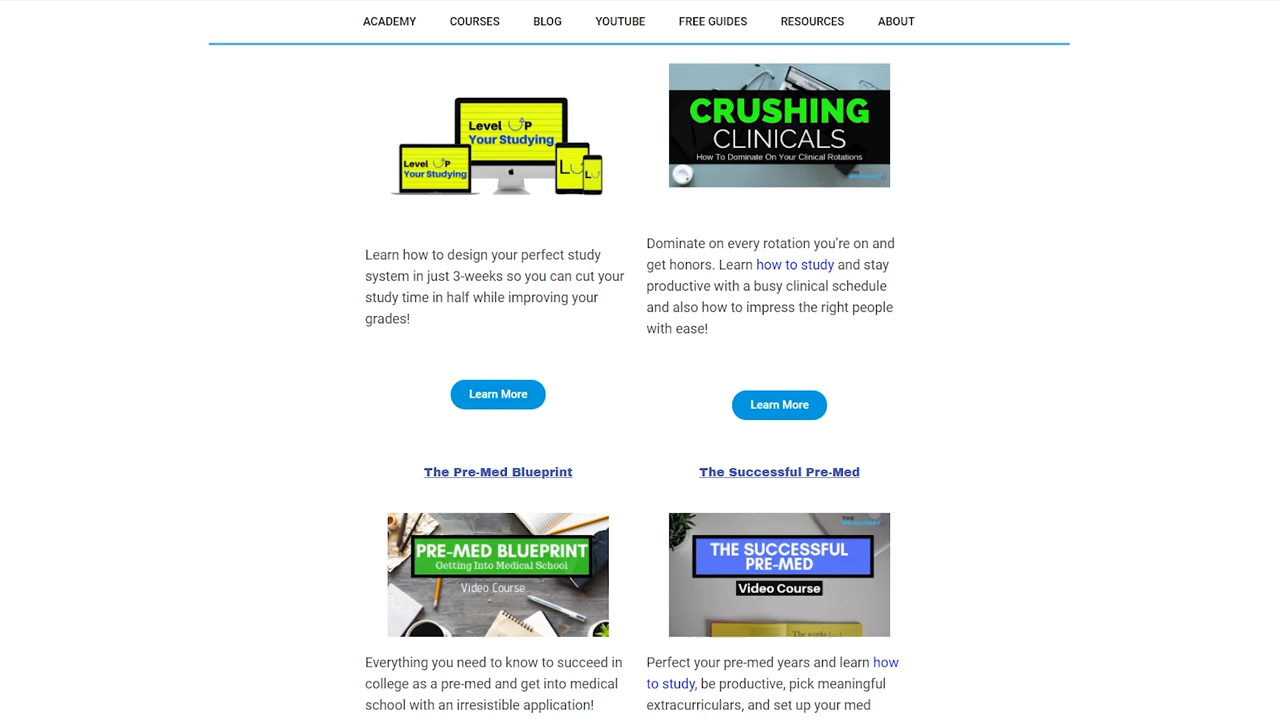 ACADEMY COURSES BLOG YOUTUBE FREE GUIDES RESOURCES ABOUT
Level UP
Your Studying
Level UP
Your Studying
CRUSHING
CLINICALS
How To Dominate On Your Clinical Rotations
Learn how to design your perfect study
system in just 3-weeks so you can cut your
study time in half while improving your
grades!
Learn More
Dominate on every rotation you’re on and
get honors. Learn how to study and stay
productive with a busy clinical schedule
and also how to impress the right people
with ease!
Learn More
The Pre-Med Blueprint
PRE-MED BLUEPRINT
Getting Into Medical School
Video Course
Everything you need to know to succeed in
college as a pre-med and get into medical
school with an irresistible application!
The Successful Pre-Med
THE SUCCESSFUL
PRE-MED
Video Course
The works (...)
Perfect your pre-med years and learn how
to study, be productive, pick meaningful
extracurriculars, and set up your med